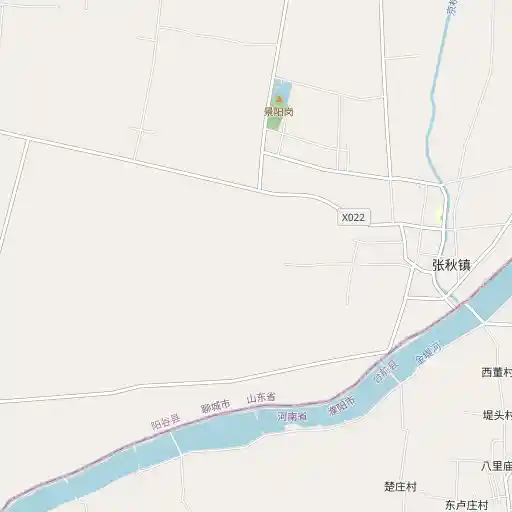 京杭
景阳岗
X022
张秋镇
台前县
金堤河
西董村
阳谷县
聊城市
山东省
河南省
濮阳市
堤头村
八里庙
楚庄村
东卢庄村